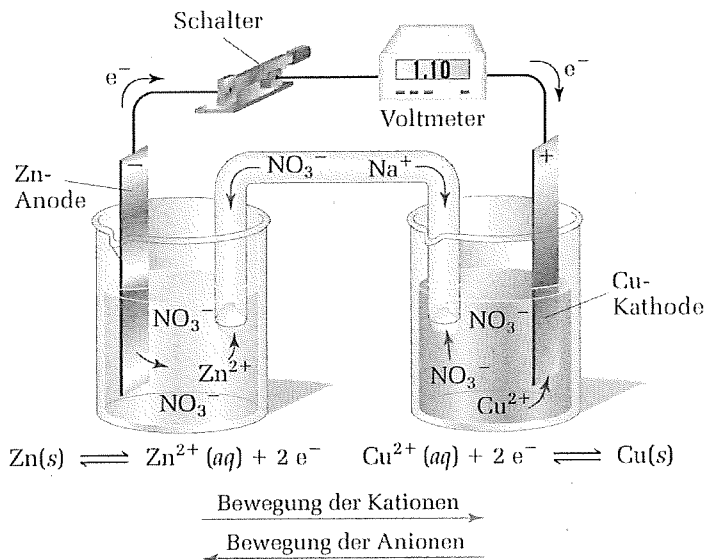 Schalter
e⁻
1.10
e⁻
Voltmeter
−
+
Zn-
Anode
NO₃⁻
Na⁺
Cu-
Kathode
NO₃⁻
NO₃⁻
Zn²⁺
NO₃⁻
NO₃⁻
Cu²⁺
Zn(s) ⇌ Zn²⁺ (aq) + 2 e⁻
Cu²⁺ (aq) + 2 e⁻ ⇌ Cu(s)
Bewegung der Kationen
Bewegung der Anionen